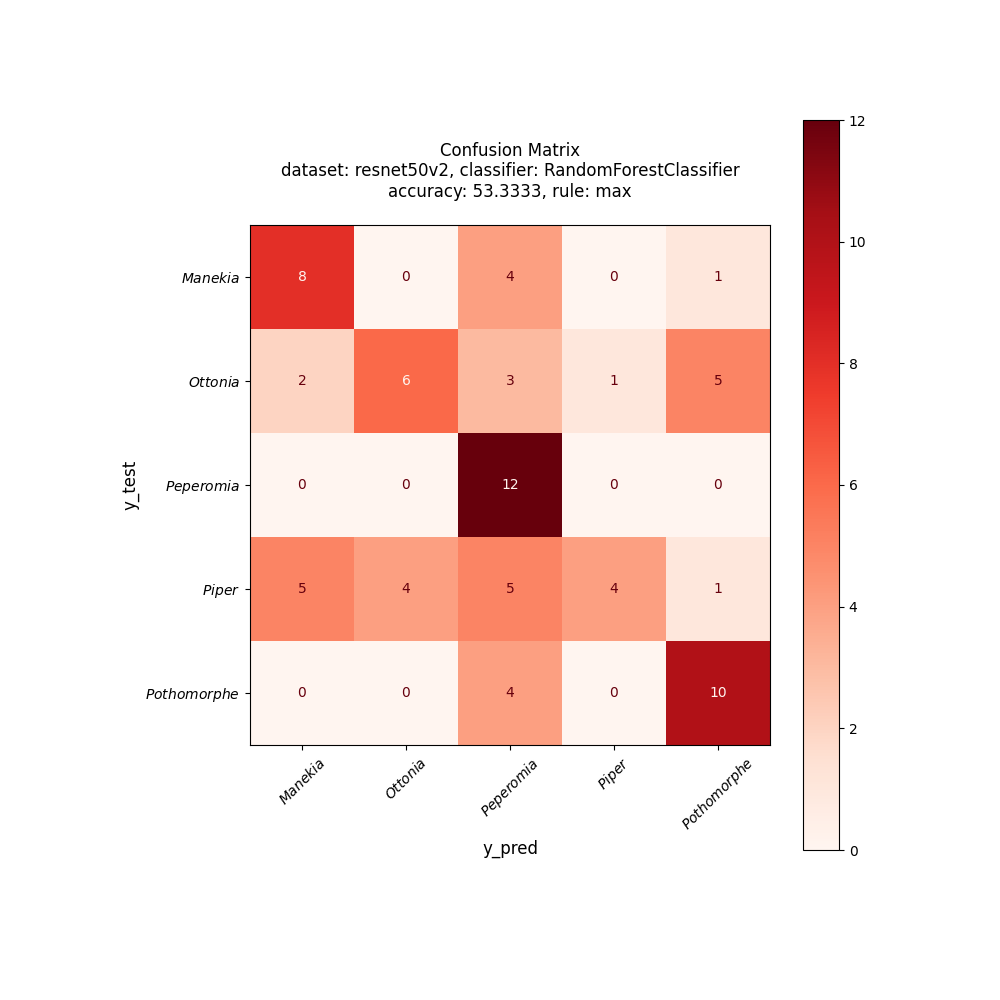 Confusion Matrix
dataset: resnet50v2, classifier: RandomForestClassifier
accuracy: 53.3333, rule: max
Manekia 8 0 4 0 1
Ottonia 2 6 3 1 5
Peperomia 0 0 12 0 0
Piper 5 4 5 4 1
Pothomorphe 0 0 4 0 10
y_test
Manekia Ottonia Peperomia Piper Pothomorphe
y_pred
12
10
8
6
4
2
0